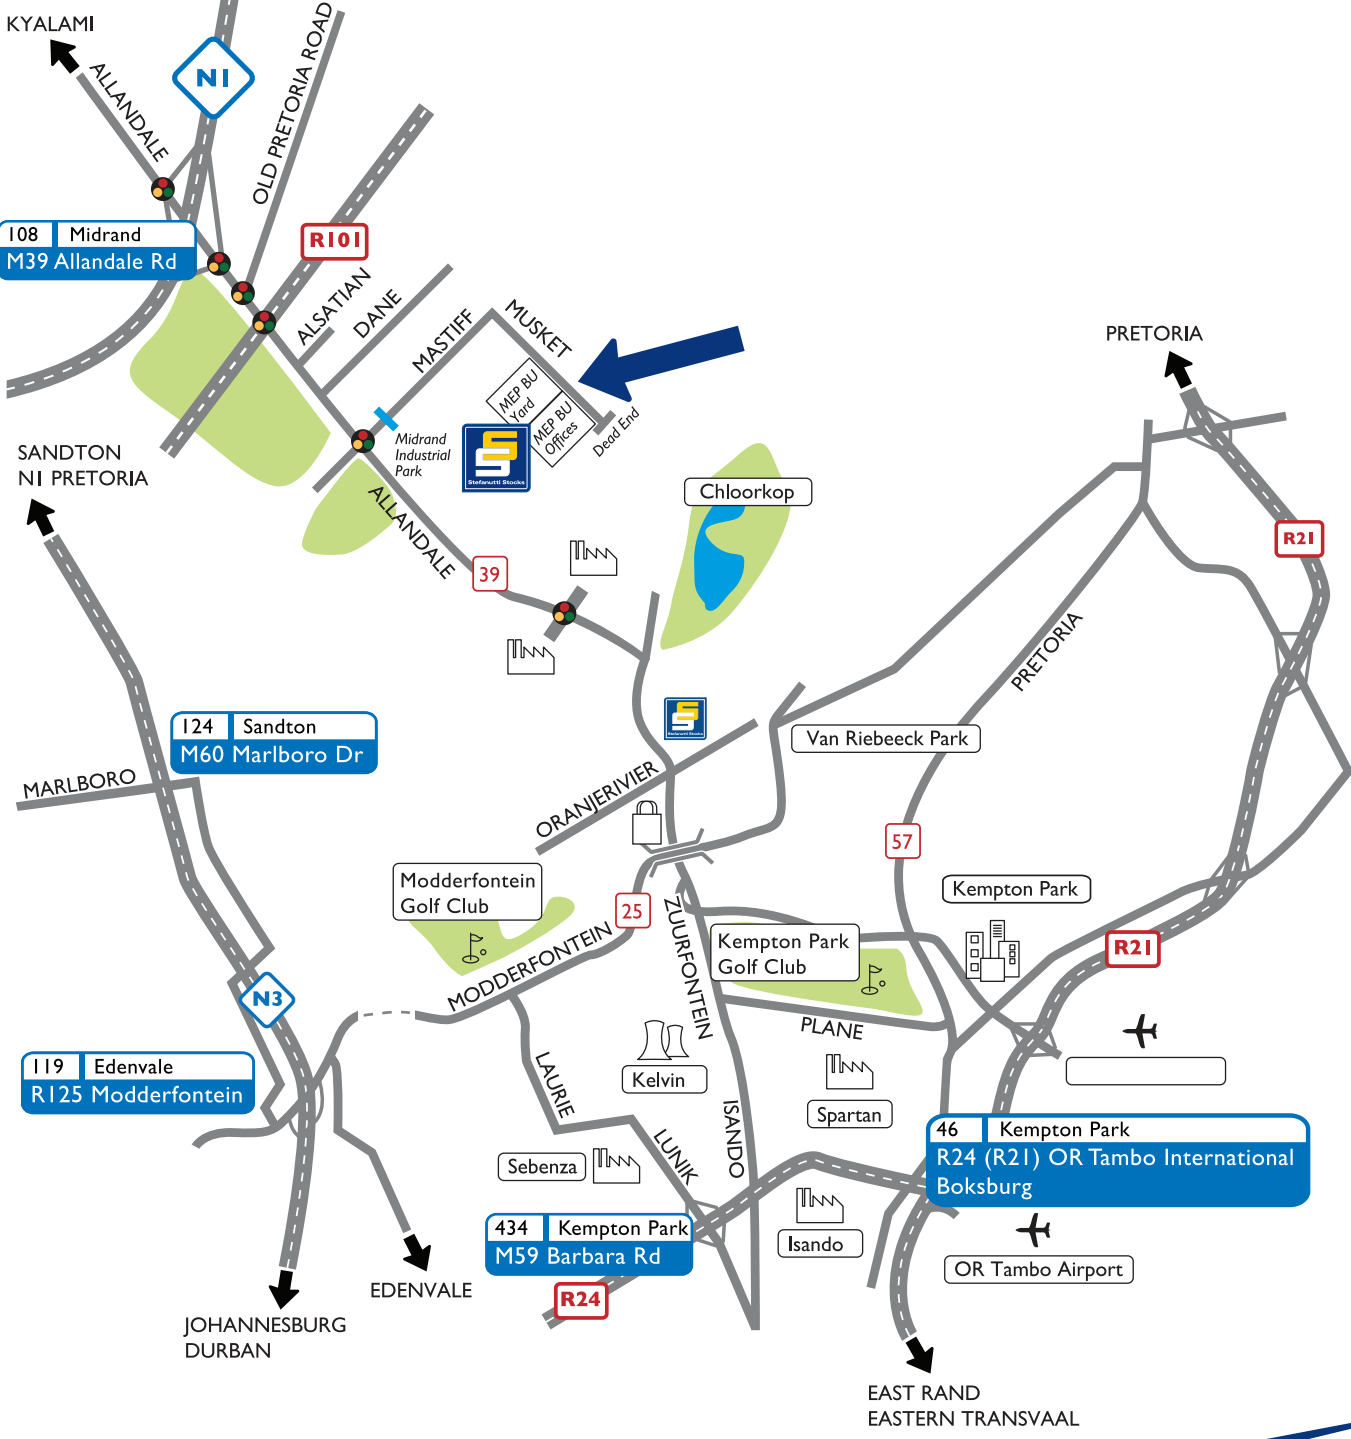 KYALAMI
ALLANDALE
N1
OLD PRETORIA ROAD
108 Midrand
M39 Allandale Rd
R101
ALSATIAN
DANE
MASTIFF
MUSKET
MEP BU
Yard
MEP BU
Offices
Dead End
Midrand
Industrial
Park
Stefanutti Stocks
PRETORIA
SANDTON
N1 PRETORIA
ALLANDALE
39
Chloorkop
R21
PRETORIA
124 Sandton
M60 Marlboro Dr
MARLBORO
Stefanutti Stocks
Van Riebeeck Park
ORANJERIVIER
57
Modderfontein
Golf Club
25
Kempton Park
ZUURFONTEIN
Kempton Park
Golf Club
R21
MODDERFONTEIN
N3
PLANE
119 Edenvale
R125 Modderfontein
LAURIE
Kelvin
Spartan
ISANDO
46 Kempton Park
R24 (R21) OR Tambo International
Boksburg
LUNIK
Sebenza
434 Kempton Park
M59 Barbara Rd
Isando
OR Tambo Airport
R24
EDENVALE
JOHANNESBURG
DURBAN
EAST RAND
EASTERN TRANSVAAL